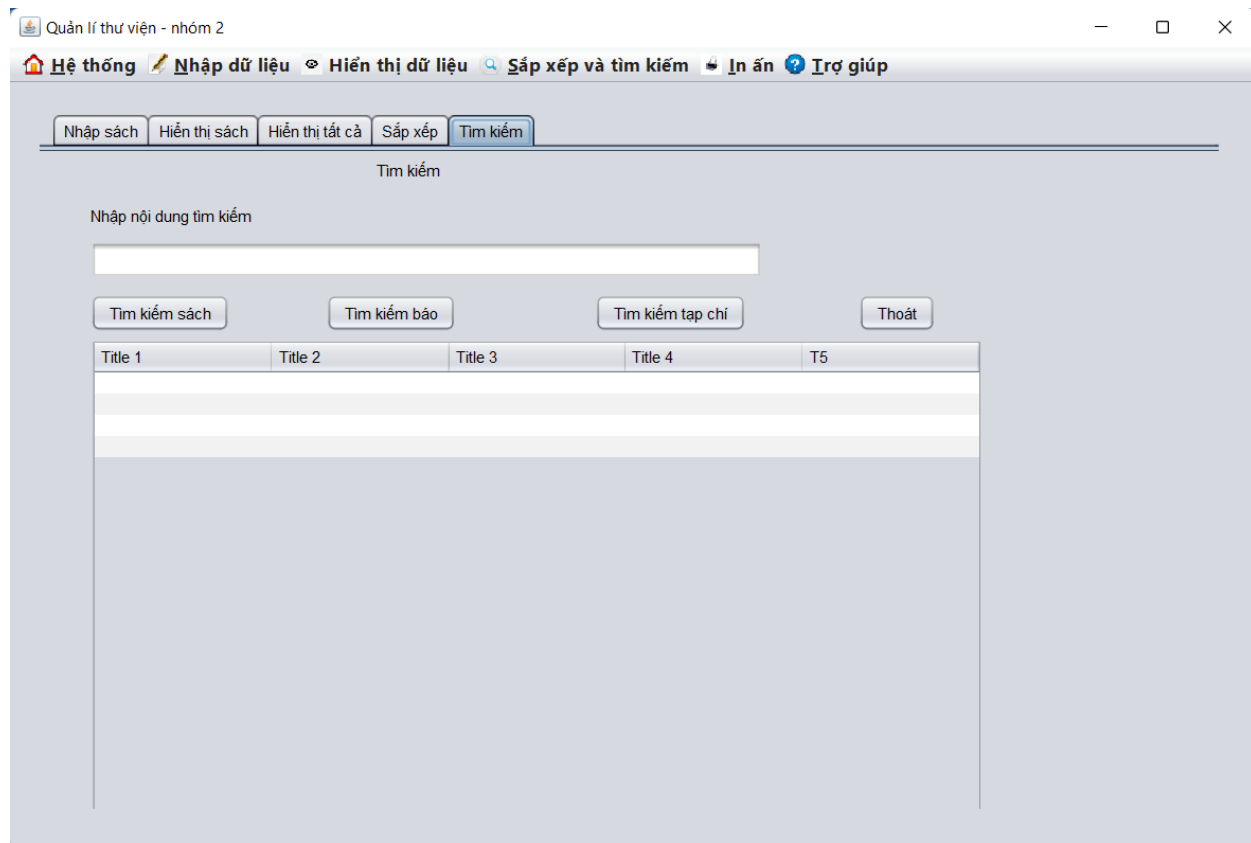 Quản lí thư viện - nhóm 2
Hệ thống Nhập dữ liệu Hiển thị dữ liệu Sắp xếp và tìm kiếm In ấn Trợ giúp
Nhập sách Hiển thị sách Hiển thị tất cả Sắp xếp Tìm kiếm
Tìm kiếm
Nhập nội dung tìm kiếm
Tìm kiếm sách Tìm kiếm báo Tìm kiếm tạp chí Thoát
Title 1 Title 2 Title 3 Title 4 T5